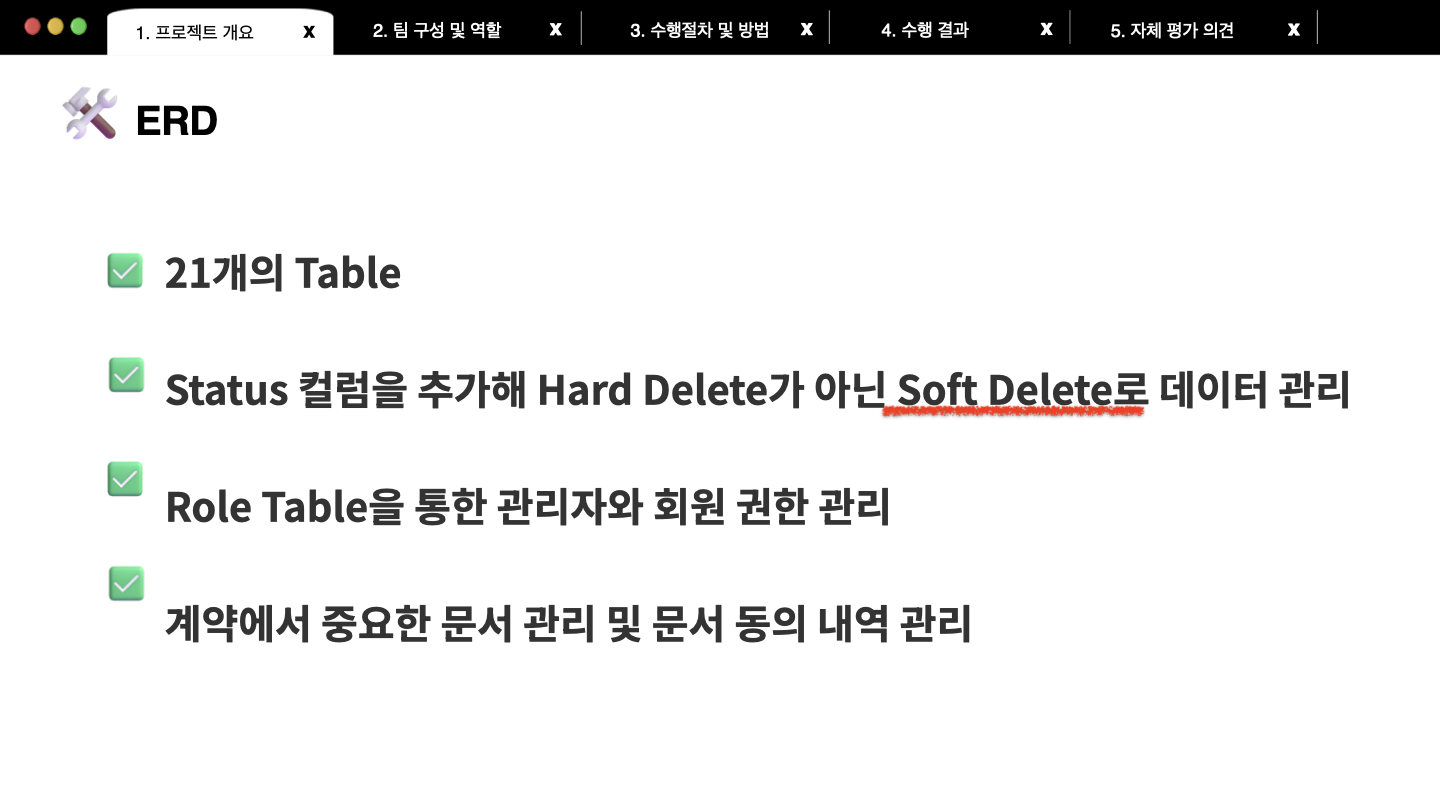 1. 프로젝트 개요 X 2. 팀 구성 및 역할 X 3. 수행절차 및 방법 X 4. 수행 결과 X 5. 자체 평가 의견 X
ERD
21개의 Table
Status 컬럼을 추가해 Hard Delete가 아닌 Soft Delete로 데이터 관리
Role Table을 통한 관리자와 회원 권한 관리
계약에서 중요한 문서 관리 및 문서 동의 내역 관리